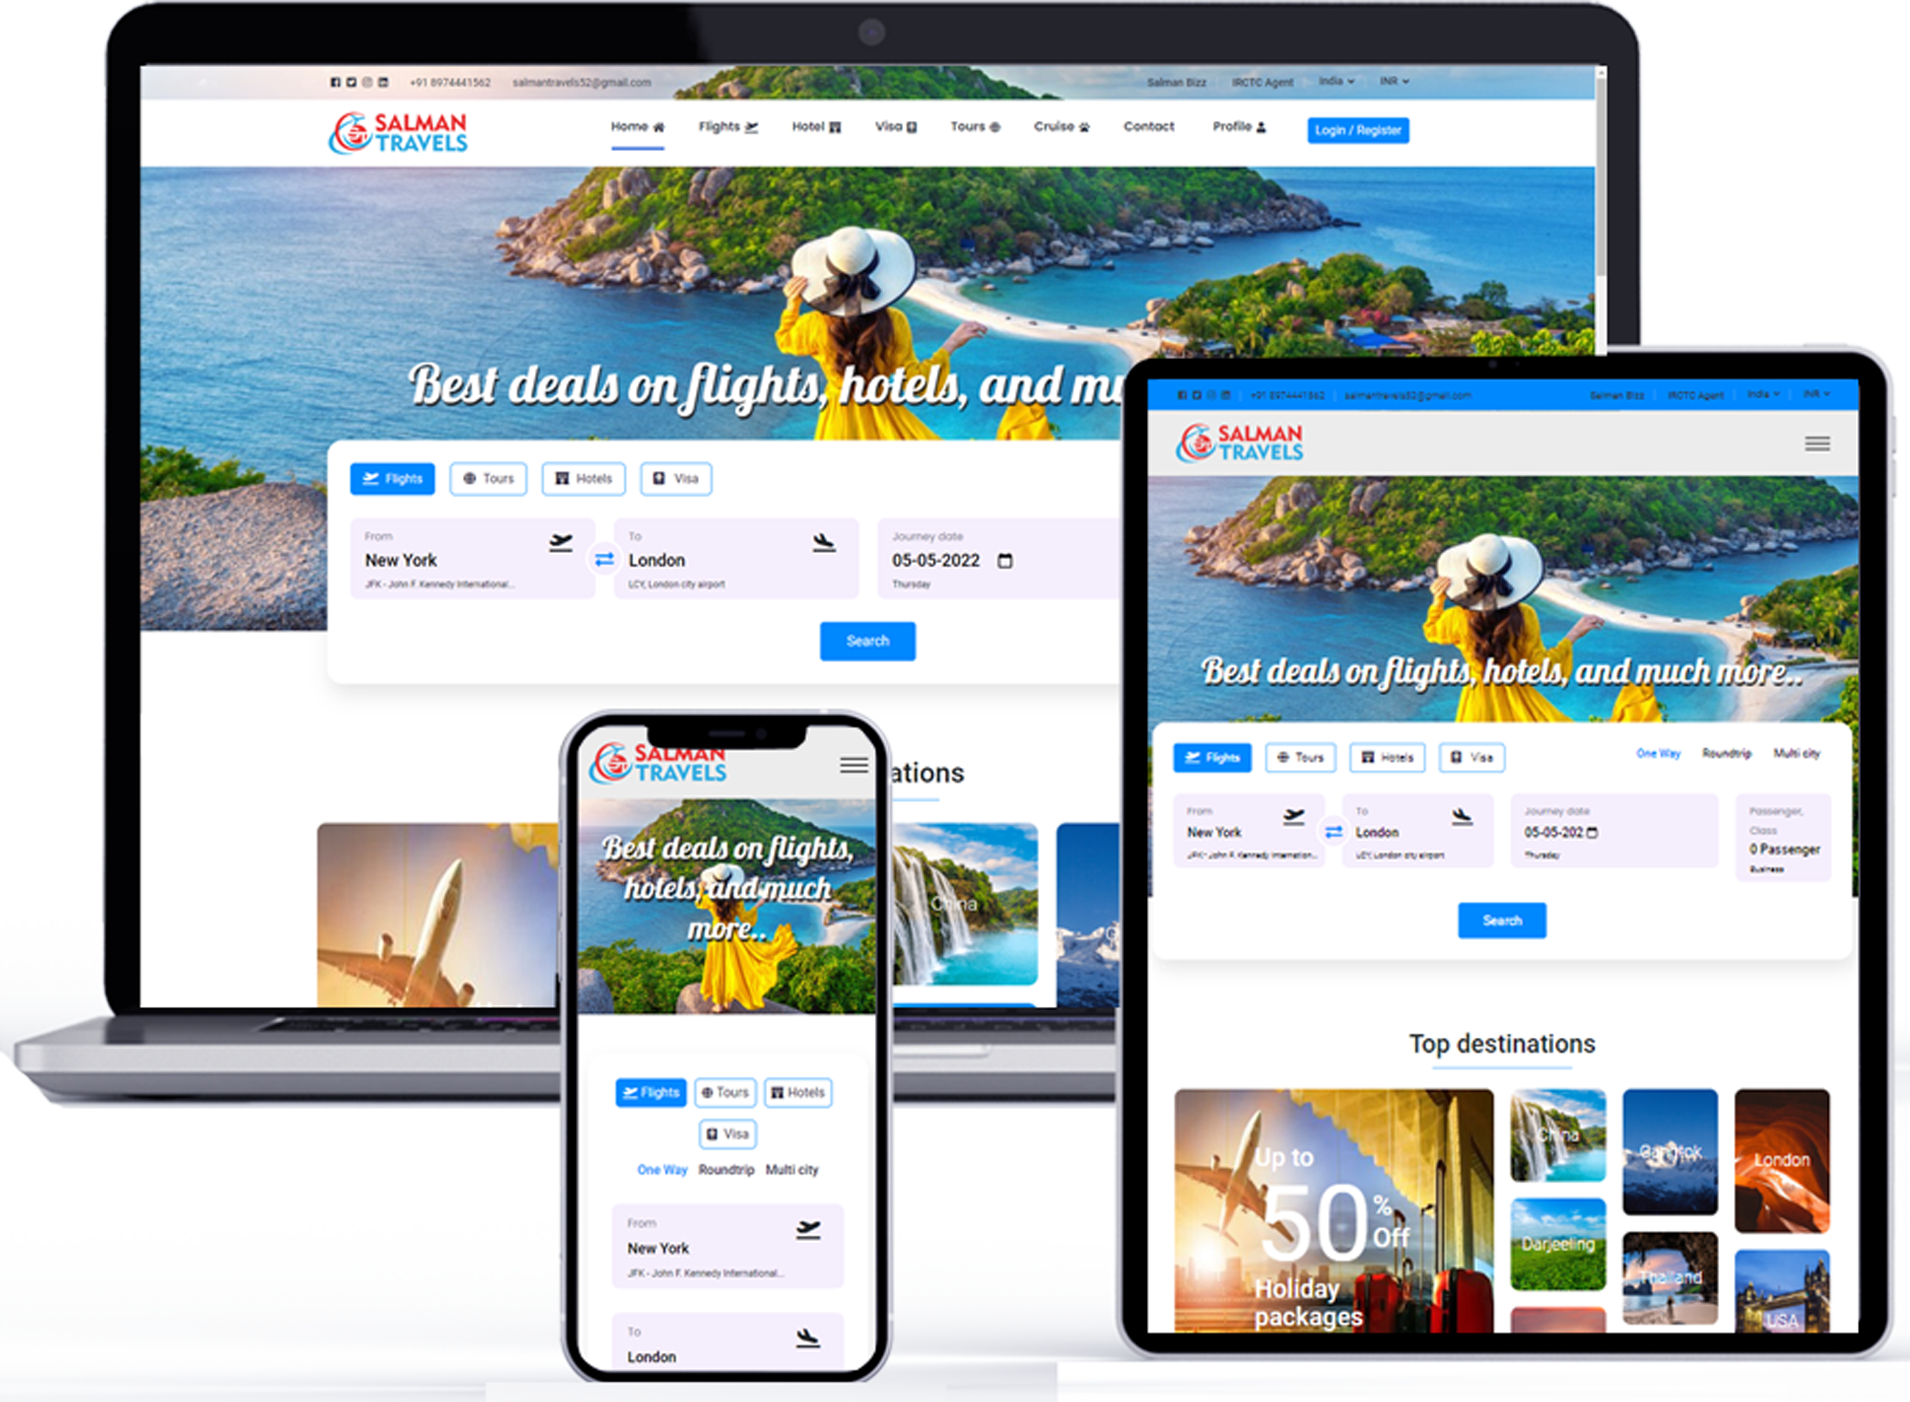 +91 8974441562 salmantravels52@gmail.com Salman Bizz IRCTC Agent India INR
SALMAN
TRAVELS
Home Flights Hotel Visa Tours Cruise Contact Profile Login / Register
Best deals on flights, hotels, and mu
Flights Tours Hotels Visa
From To Journey date
New York London 05-05-2022
JFK - John F. Kennedy International... LCY, London city airport Thursday
Search
ations
China
SALMAN
TRAVELS
Best deals on flights,
hotels, and much
more..
Flights Tours Hotels
Visa
One Way Roundtrip Multi city
From
New York
JFK - John F. Kennedy International...
To
London
+91 8974441562 salmantravels52@gmail.com Salman Bizz IRCTC Agent India INR
SALMAN
TRAVELS
Best deals on flights, hotels, and much more..
Flights Tours Hotels Visa One Way Roundtrip Multi city
From To Journey date Passenger,
Class
New York London 05-05-202
0 Passenger
JFK - John F. Kennedy Internation... LCY, London city airport Thursday
Business
Search
Top destinations
Up to
50 %
Off
Holiday
packages
China
Bangkok
London
Darjeeling
Thailand
USA